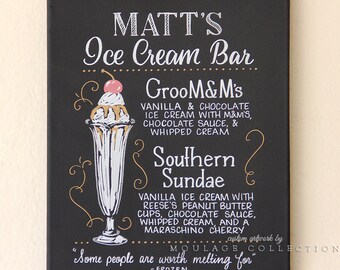 MATT'S
Ice Cream Bar
GrooM&M's
VANILLA & CHOCOLATE
ICE CREAM WITH M&M'S,
CHOCOLATE SAUCE, &
WHIPPED CREAM
Southern
Sundae
VANILLA ICE CREAM WITH
REESE'S PEANUT BUTTER
CUPS, CHOCOLATE SAUCE,
WHIPPED CREAM, AND A
MARASCHINO CHERRY
custom artwork by
MOULAGE COLLECTION
"Some people are worth melting for"
-FROZEN